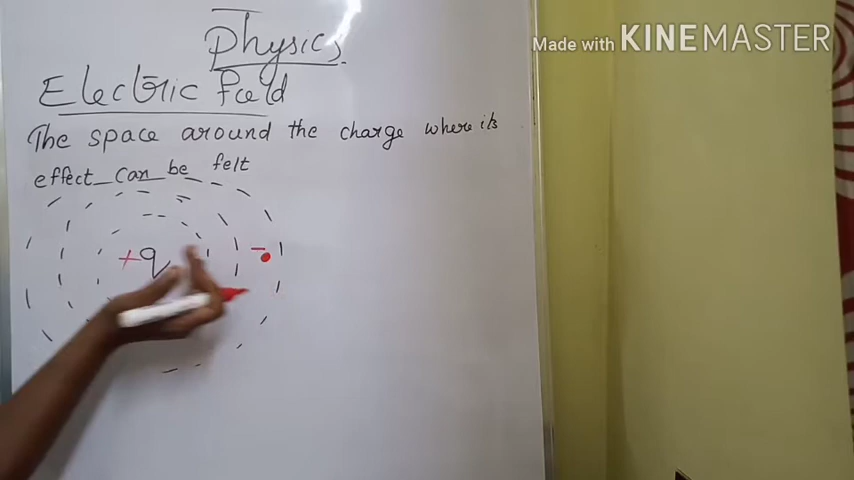 Physics
Electric field
The space around the charge where its
effect can be felt
+q
-
Made with KINEMASTER